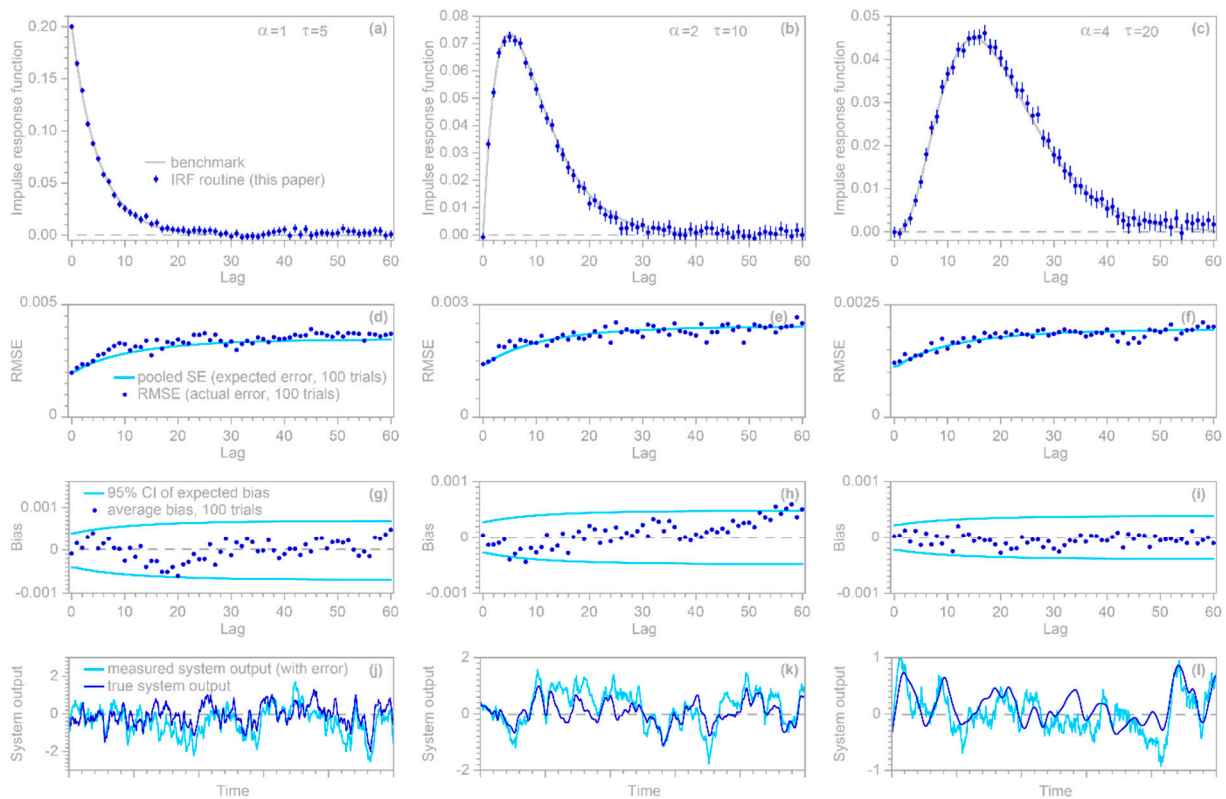 α=1 τ=5 (a)
Impulse response function
0.20
0.15
0.10
0.05
0.00
benchmark
IRF routine (this paper)
0 10 20 30 40 50 60
Lag
α=2 τ=10 (b)
Impulse response function
0.08
0.07
0.06
0.05
0.04
0.03
0.02
0.01
0.00
0 10 20 30 40 50 60
Lag
α=4 τ=20 (c)
Impulse response function
0.05
0.04
0.03
0.02
0.01
0.00
0 10 20 30 40 50 60
Lag
(d)
RMSE
0.005
0
pooled SE (expected error, 100 trials)
RMSE (actual error, 100 trials)
0 10 20 30 40 50 60
Lag
(e)
RMSE
0.003
0
0 10 20 30 40 50 60
Lag
(f)
RMSE
0.0025
0
0 10 20 30 40 50 60
Lag
(g)
Bias
0.001
0
-0.001
95% CI of expected bias
average bias, 100 trials
0 10 20 30 40 50 60
Lag
(h)
Bias
0.001
0
-0.001
0 10 20 30 40 50 60
Lag
(i)
Bias
0.001
0
-0.001
0 10 20 30 40 50 60
Lag
(j)
System output
2
0
-2
measured system output (with error)
true system output
Time
(k)
System output
2
0
-2
Time
(l)
System output
1
0
-1
Time